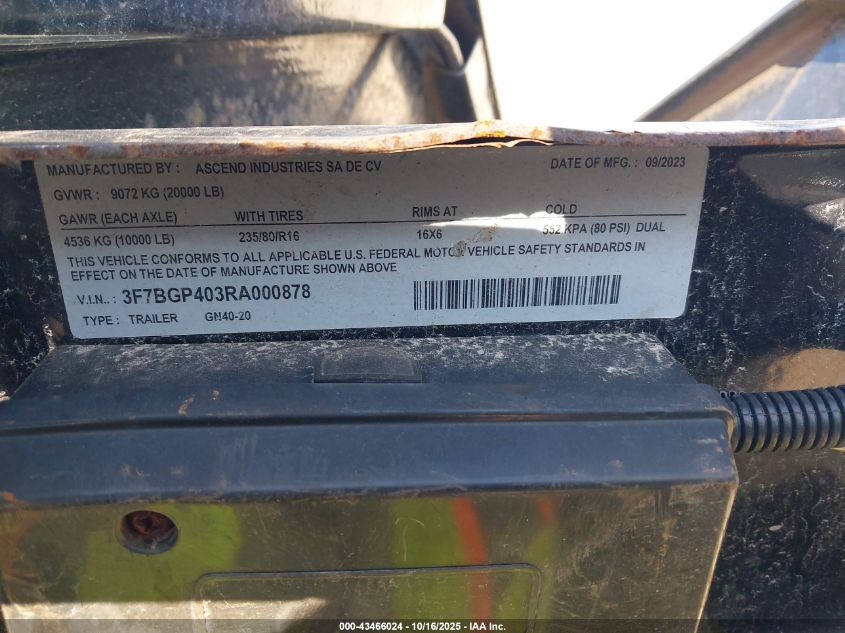 MANUFACTURED BY : ASCEND INDUSTRIES SA DE CV DATE OF MFG. : 09/2023
GVWR : 9072 KG (20000 LB)
GAWR (EACH AXLE) WITH TIRES RIMS AT COLD
4536 KG (10000 LB) 235/80/R16 16X6 552 KPA (80 PSI) DUAL
THIS VEHICLE CONFORMS TO ALL APPLICABLE U.S. FEDERAL MOTOR VEHICLE SAFETY STANDARDS IN
EFFECT ON THE DATE OF MANUFACTURE SHOWN ABOVE
V.I.N.. : 3F7BGP403RA000878
TYPE : TRAILER GN40-20
000-43466024 - 10/16/2025 - IAA Inc.